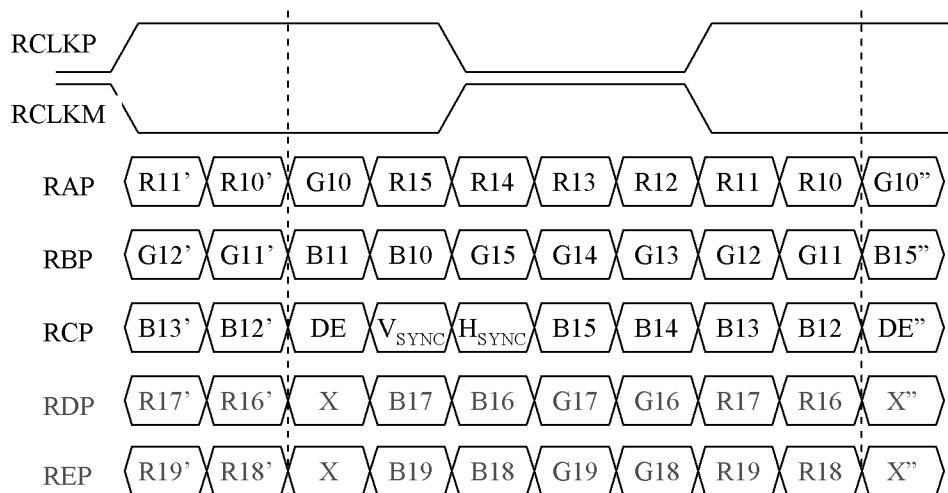 RCLKP
RCLKM
RAP R11’ R10’ G10 R15 R14 R13 R12 R11 R10 G10”
RBP G12’ G11’ B11 B10 G15 G14 G13 G12 G11 B15”
RCP B13’ B12’ DE VSYNC HSYNC B15 B14 B13 B12 DE”
RDP R17’ R16’ X B17 B16 G17 G16 R17 R16 X”
REP R19’ R18’ X B19 B18 G19 G18 R19 R18 X”